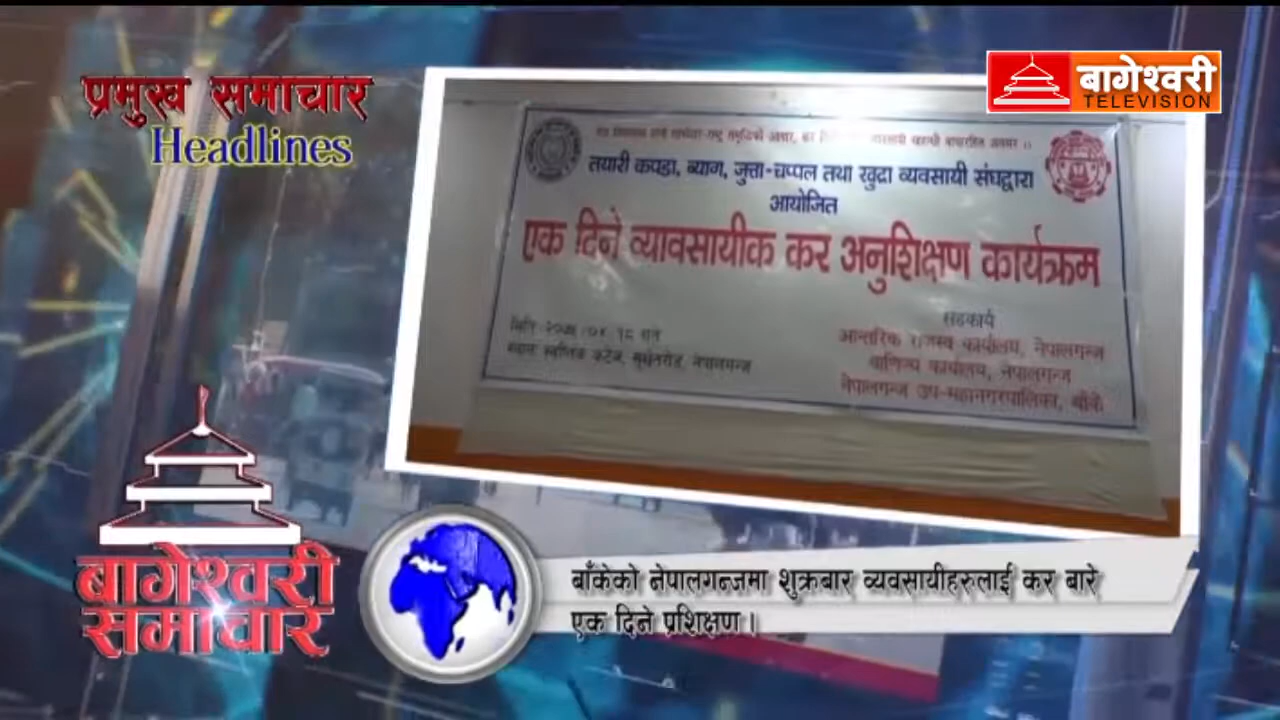 प्रमुख समाचार
Headlines
बागेश्वरी
TELEVISION
तयारी कपडा, ब्याग, जुत्ता-चप्पल तथा खुद्रा व्यवसायी संघद्वारा
आयोजित
एक दिने व्यावसायीक कर अनुशिक्षण कार्यक्रम
सहकार्य
आन्तरिक राजस्व कार्यालय, नेपालगन्ज
वाणिज्य कार्यालय, नेपालगन्ज
नेपालगन्ज उप-महानगरपालिका, बाँके
नेपालगन्ज
बागेश्वरी
समाचार
बाँकेको नेपालगन्जमा शुक्रबार व्यवसायीहरुलाई कर बारे
एक दिने प्रशिक्षण ।